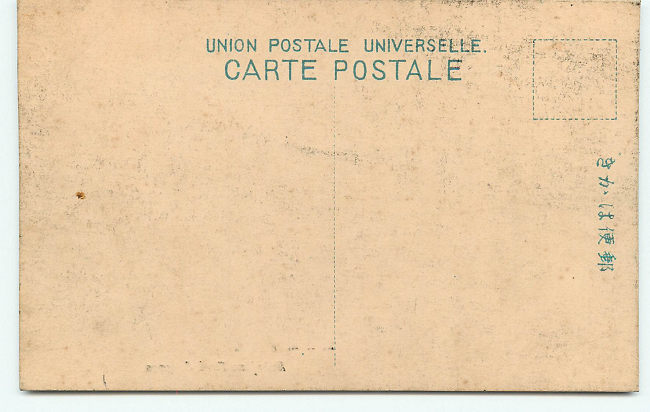 UNION POSTALE UNIVERSELLE.
CARTE POSTALE
郵便はかき